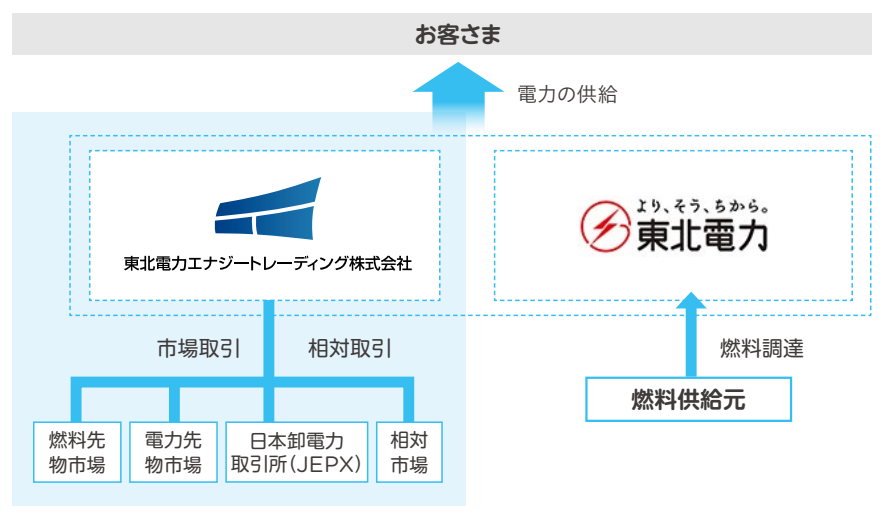 お客さま
電力の供給
東北電力エナジートレーディング株式会社
より、そう、ちから。
東北電力
市場取引
相対取引
燃料調達
燃料供給元
燃料先
物市場
電力先
物市場
日本卸電力
取引所(JEPX)
相対
市場